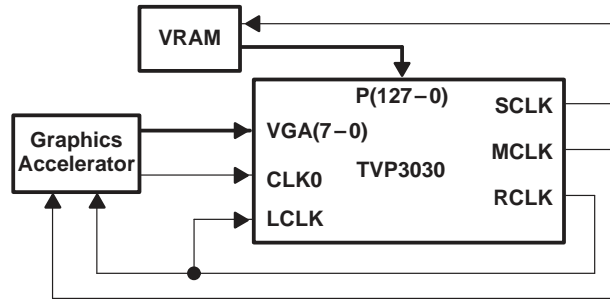 VRAM
P(127–0)
SCLK
Graphics
Accelerator
VGA(7–0)
MCLK
TVP3030
CLK0
RCLK
LCLK